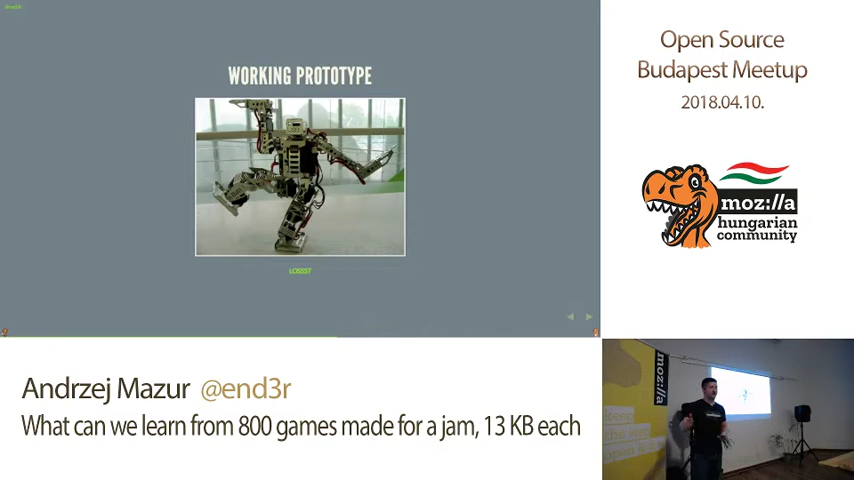 WORKING PROTOTYPE
LOSSST
Open Source
Budapest Meetup
2018.04.10.
moz://a
hungarian
community
Andrzej Mazur @end3r
What can we learn from 800 games made for a jam, 13 KB each
moz://a